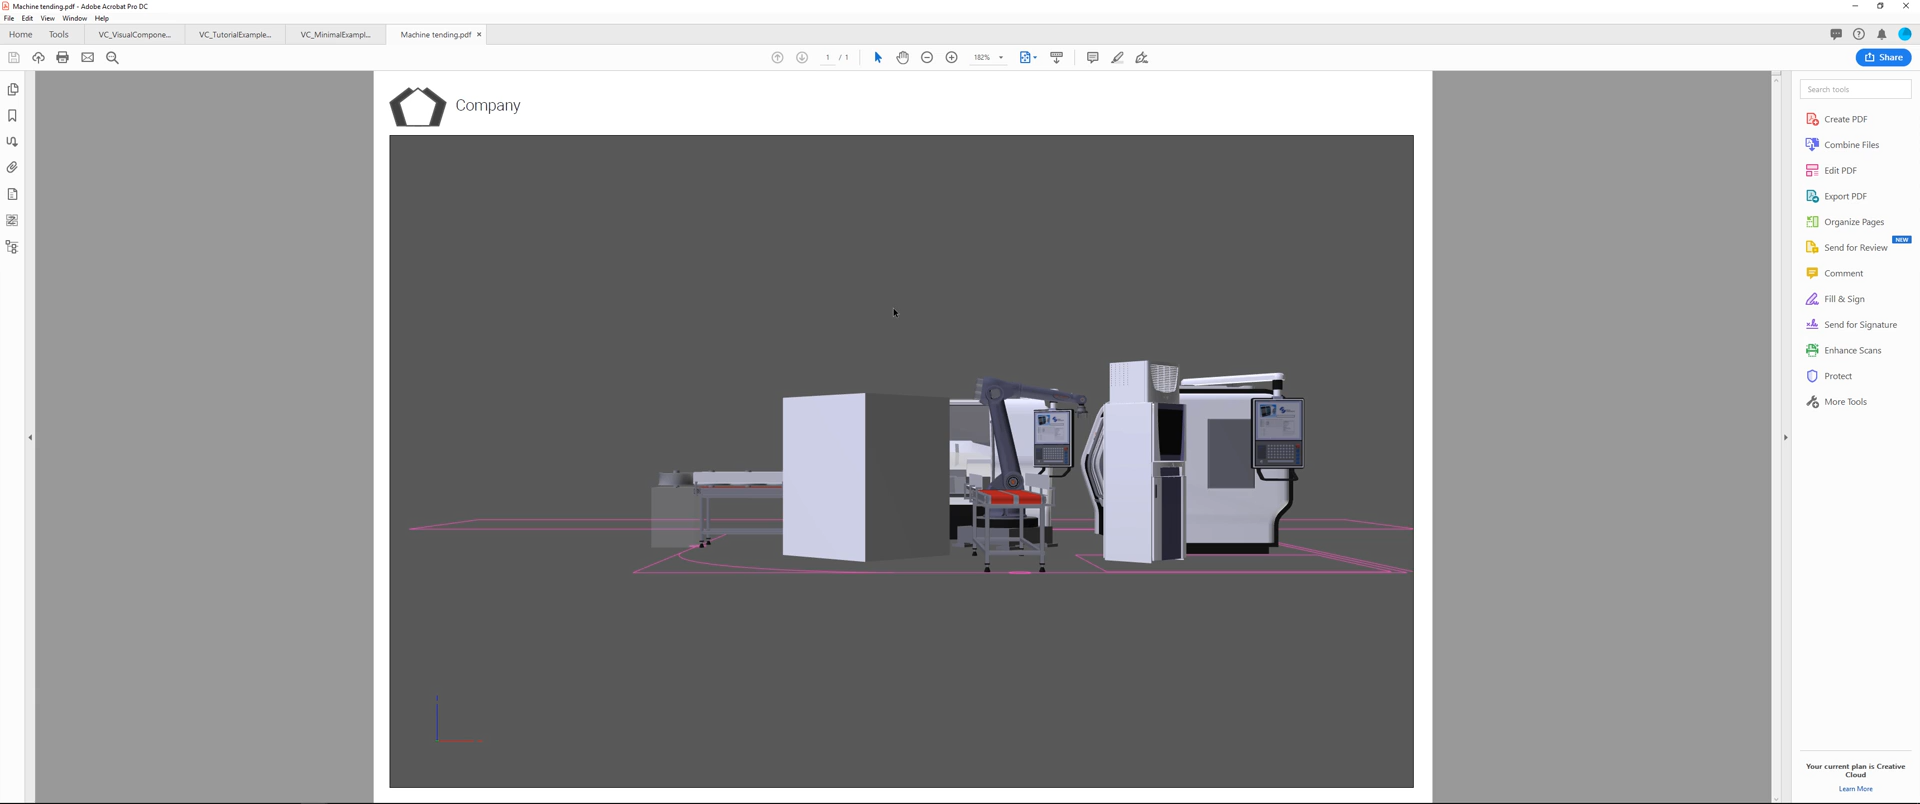 Machine tending.pdf - Adobe Acrobat Pro DC
File Edit View Window Help
Home Tools VC_VisualCompone... VC_TutorialExample... VC_MinimalExampl... Machine tending.pdf ×
1 / 1 182%
Share
Company
Search tools
Create PDF
Combine Files
Edit PDF
Export PDF
Organize Pages
Send for Review NEW
Comment
Fill & Sign
Send for Signature
Enhance Scans
Protect
More Tools
Your current plan is Creative
Cloud
Learn More